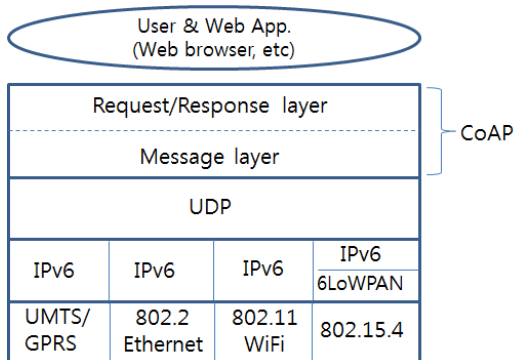 User & Web App.
(Web browser, etc)
Request/Response layer
CoAP
Message layer
UDP
IPv6
IPv6
IPv6
IPv6
6LoWPAN
UMTS/
GPRS
802.2
Ethernet
802.11
WiFi
802.15.4